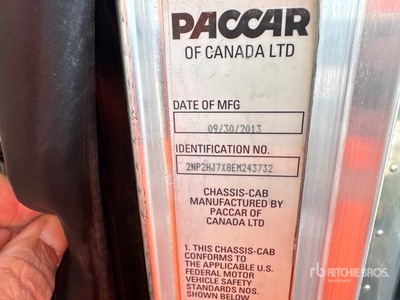 PACCAR
OF CANADA LTD
DATE OF MFG
09/30/2013
IDENTIFICATION NO.
2NP2HJ7X8EM243732
CHASSIS-CAB
MANUFACTURED BY
PACCAR OF
CANADA LTD
1. THIS CHASSIS-CAB
CONFORMS TO
THE APPLICABLE U.S.
FEDERAL MOTOR
VEHICLE SAFETY
STANDARDS NOS.
SHOWN BELOW
rb RITCHIE BROS.